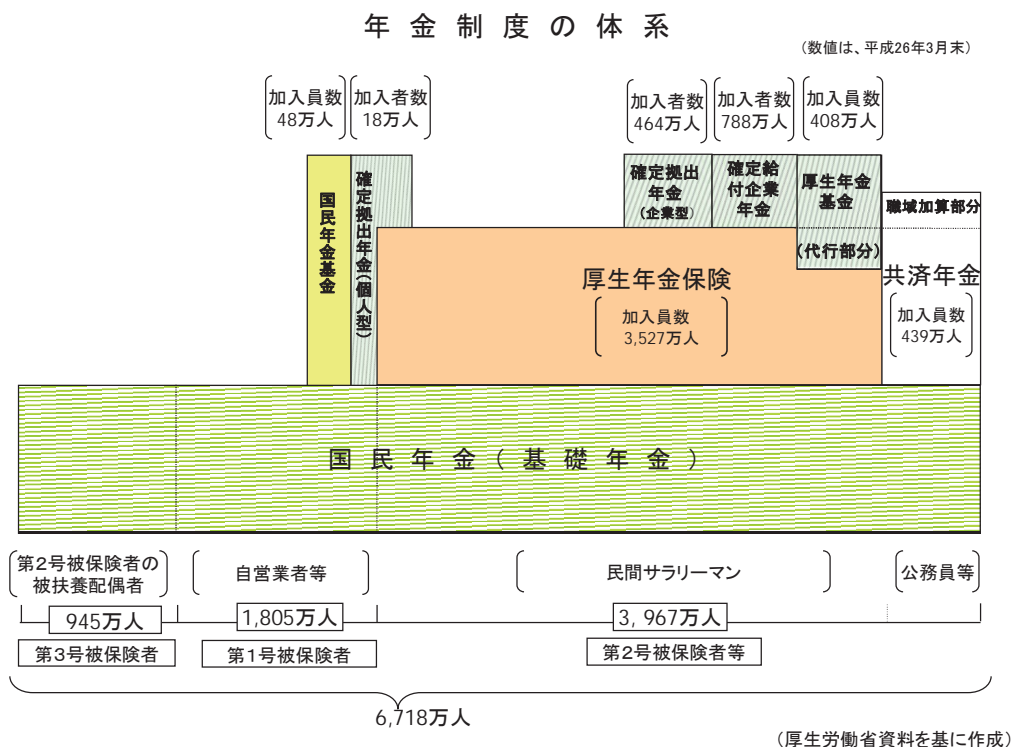 年金制度の体系
(数値は、平成26年3月末)
加入員数
48万人
加入者数
18万人
加入者数
464万人
加入者数
788万人
加入員数
408万人
国民年金基金
確定拠出年金(個人型)
確定拠出
年金
(企業型)
確定給
付企業
年金
厚生年金
基金
(代行部分)
職域加算部分
厚生年金保険
加入員数
3,527万人
共済年金
加入員数
439万人
国民年金(基礎年金)
第2号被保険者の
被扶養配偶者
自営業者等
民間サラリーマン
公務員等
945万人
1,805万人
3,967万人
第3号被保険者
第1号被保険者
第2号被保険者等
6,718万人
(厚生労働省資料を基に作成)